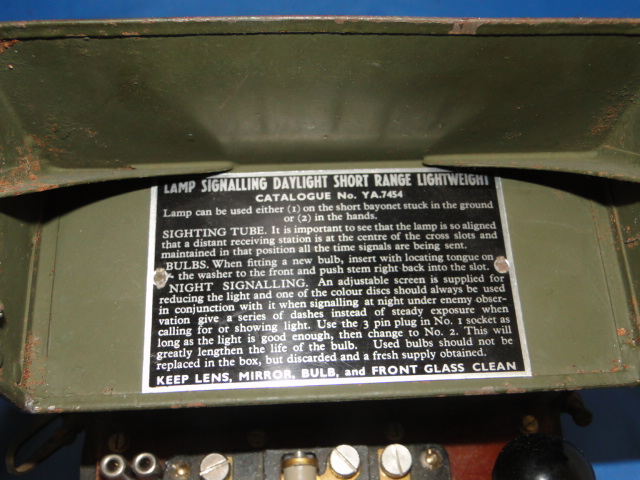 LAMP SIGNALLING DAYLIGHT SHORT RANGE LIGHTWEIGHT
CATALOGUE No. YA.7454
Lamp can be used either (1) on the short bayonet stuck in the ground
or (2) in the hands.
SIGHTING TUBE. It is important to see that the lamp is so aligned
that a distant receiving station is at the centre of the cross slots and
maintained in that position all the time signals are being sent.
BULBS. When fitting a new bulb, insert with locating tongue on
the washer to the front and push stem right back into the slot.
NIGHT SIGNALLING. An adjustable screen is supplied for
reducing the light and one of the colour discs should always be used
in conjunction with it when signalling at night under enemy obser-
vation give a series of dashes instead of steady exposure when
calling for or showing light. Use the 3 pin plug in No. 1 socket as
long as the light is good enough, then change to No. 2. This will
greatly lengthen the life of the bulb. Used bulbs should not be
replaced in the box, but discarded and a fresh supply obtained.
KEEP LENS, MIRROR, BULB, and FRONT GLASS CLEAN